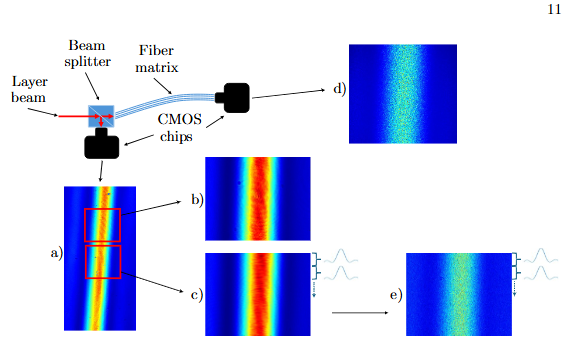 11
Beam
splitter
Fiber
matrix
Layer
beam
CMOS
chips
d)
b)
a)
c)
e)